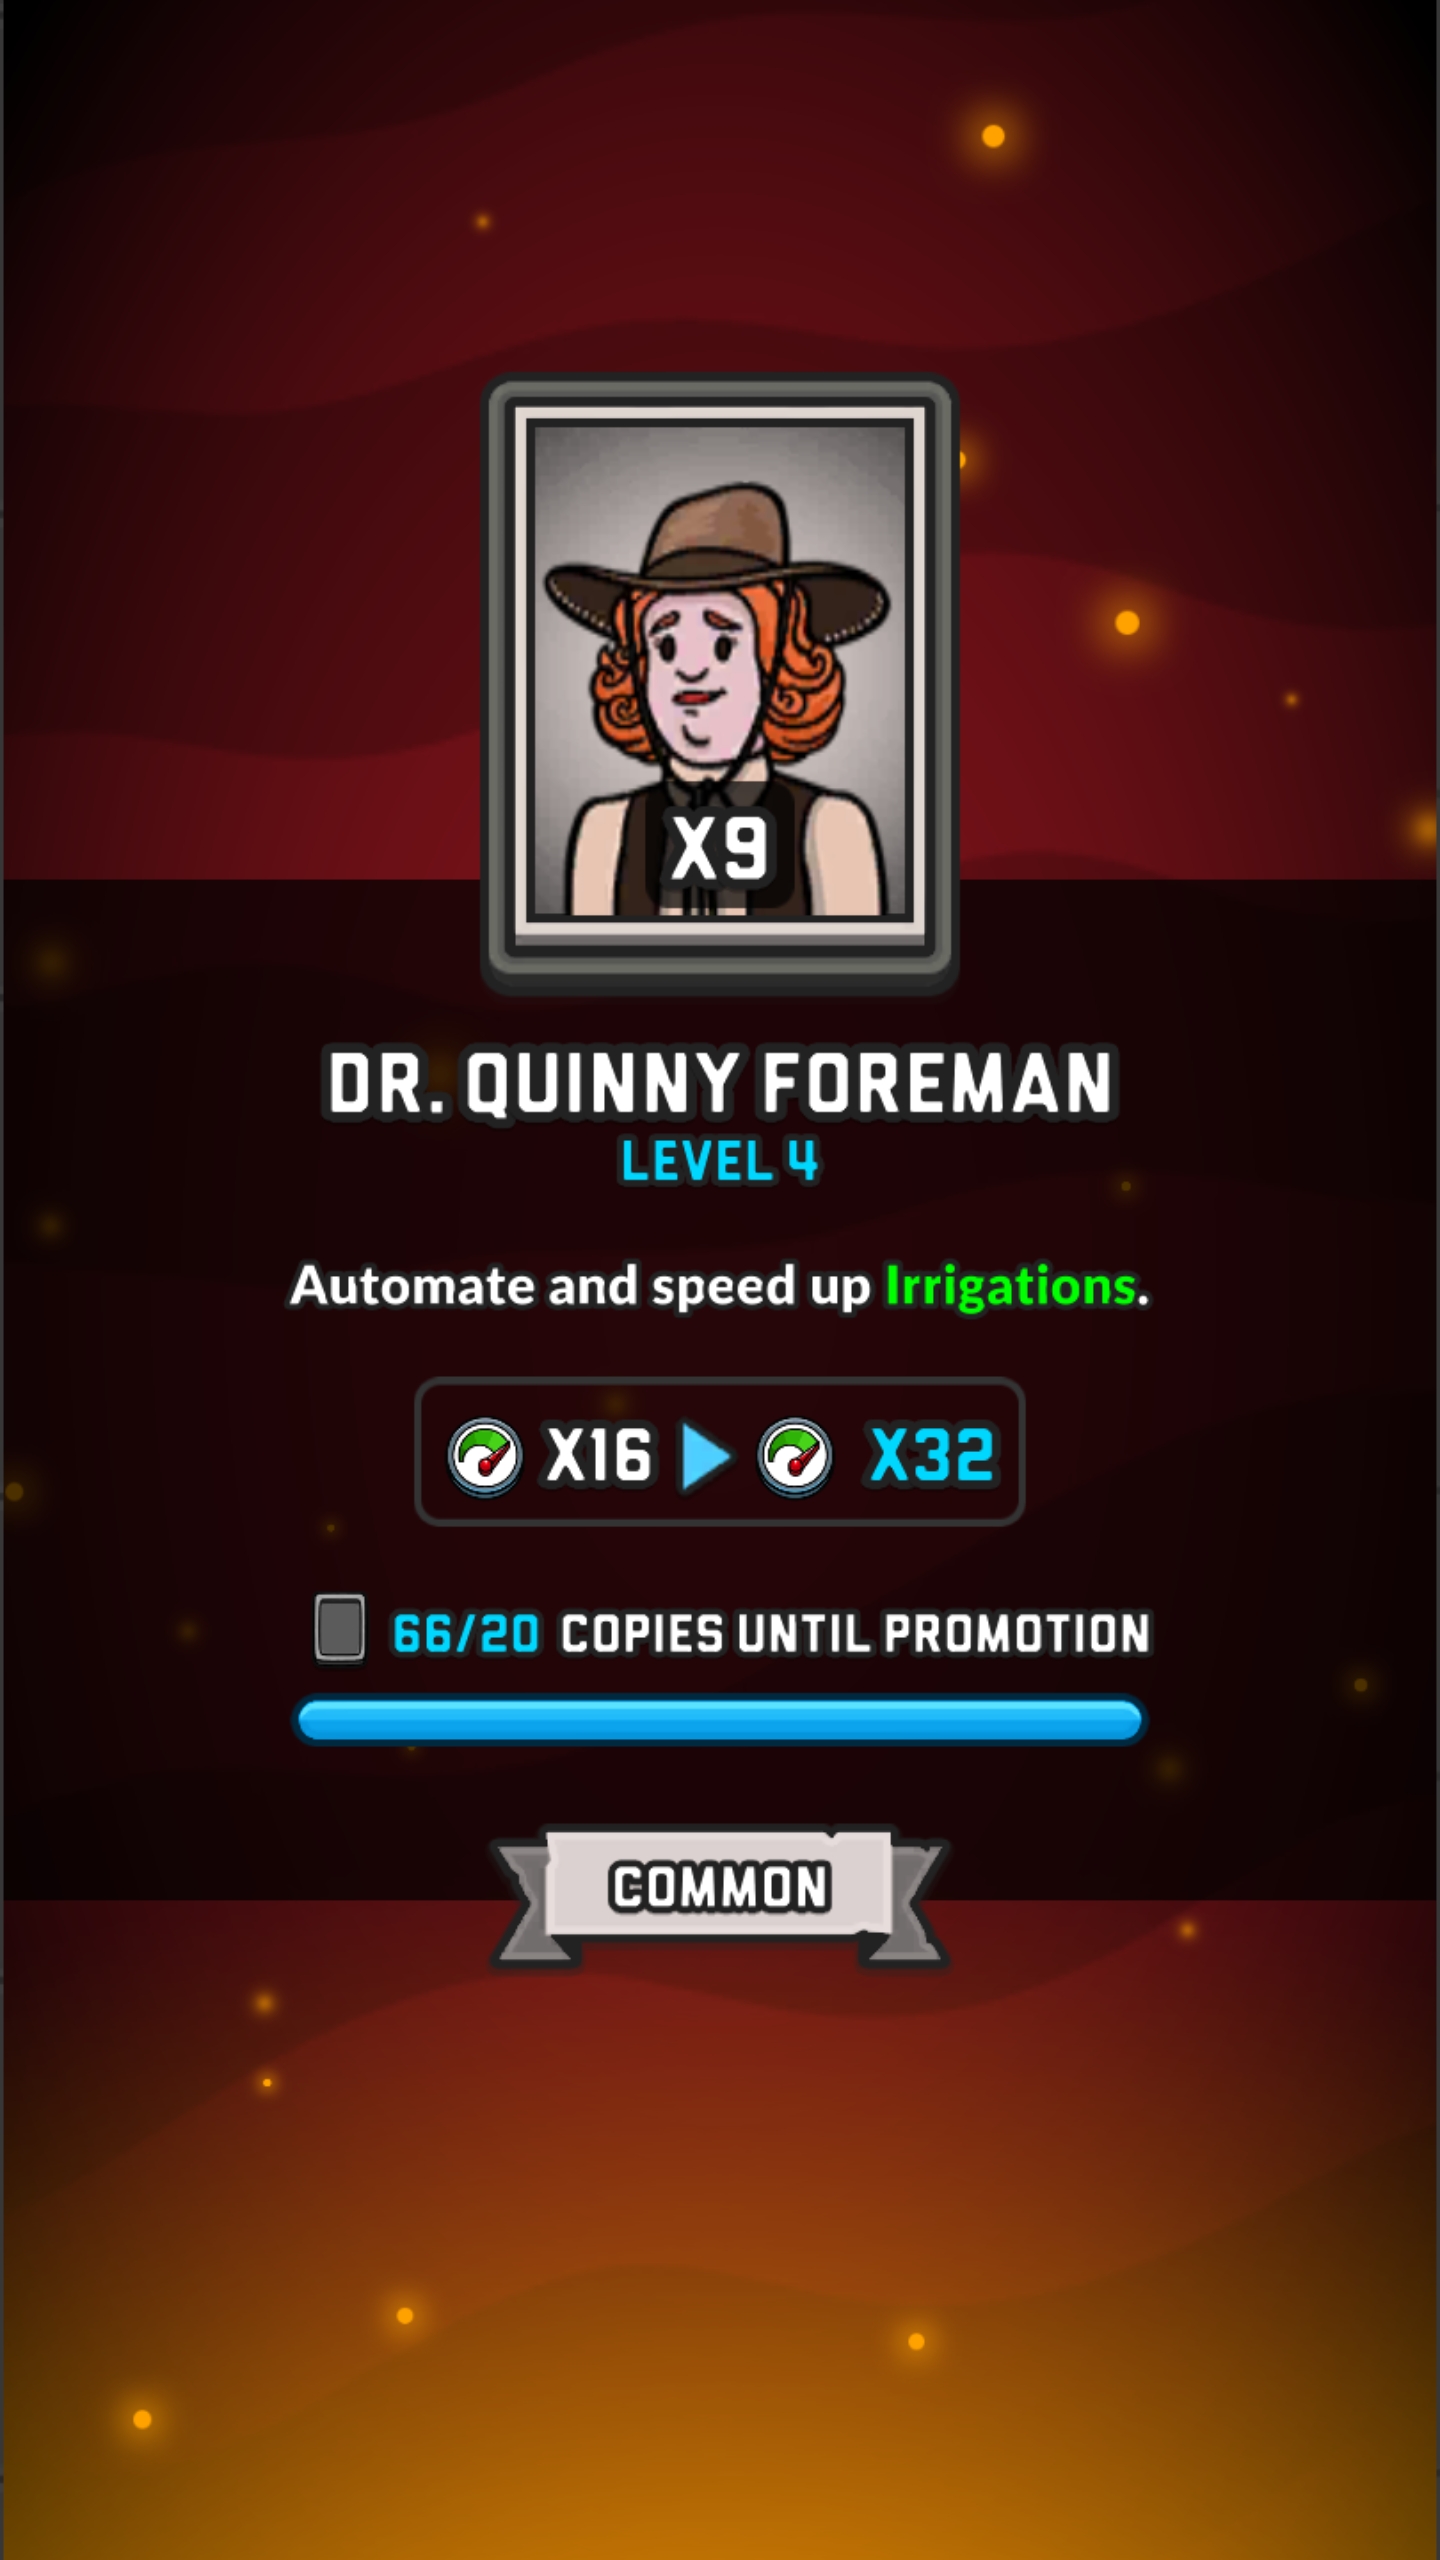 X9
DR. QUINNY FOREMAN
LEVEL 4
Automate and speed up Irrigations.
X16 X32
66/20 COPIES UNTIL PROMOTION
COMMON